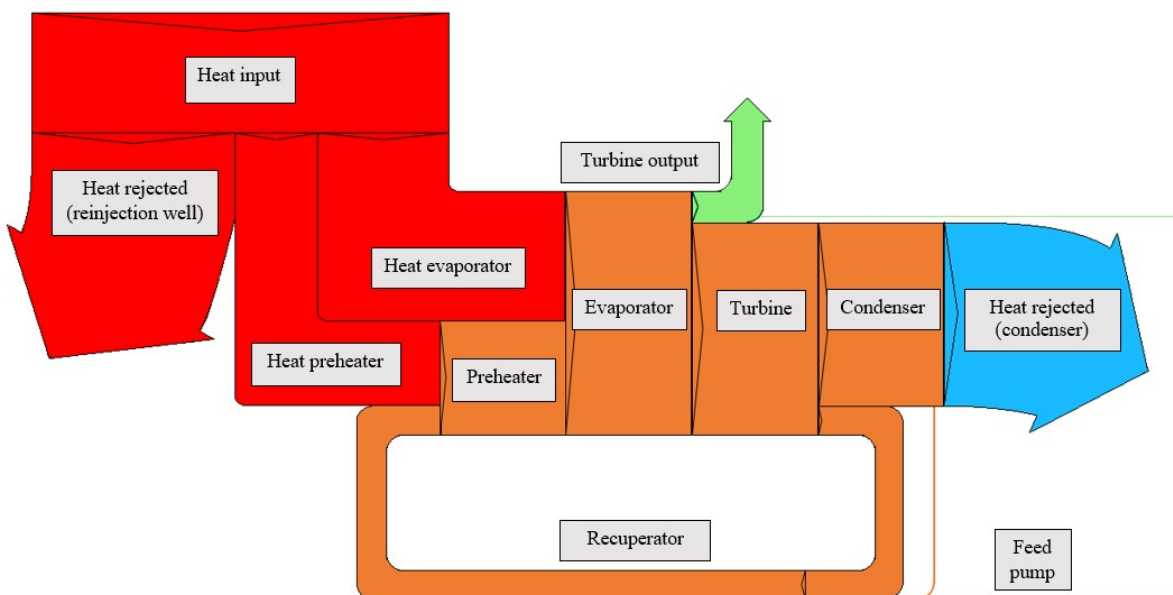 Heat input
Turbine output
Heat rejected
(reinjection well)
Heat evaporator
Evaporator
Turbine
Condenser
Heat rejected
(condenser)
Heat preheater
Preheater
Recuperator
Feed
pump